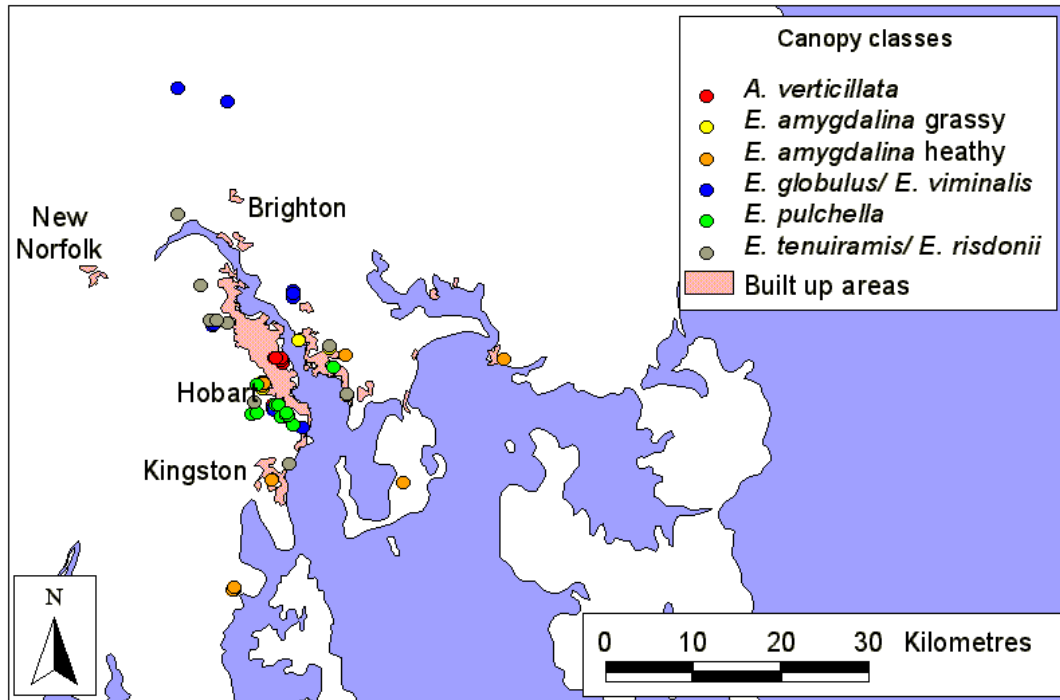 Canopy classes
A. verticillata
E. amygdalina grassy
E. amygdalina heathy
E. globulus/ E. viminalis
E. pulchella
E. tenuiramis/ E. risdonii
Built up areas
Brighton
New
Norfolk
Hobart
Kingston
N
0 10 20 30 Kilometres